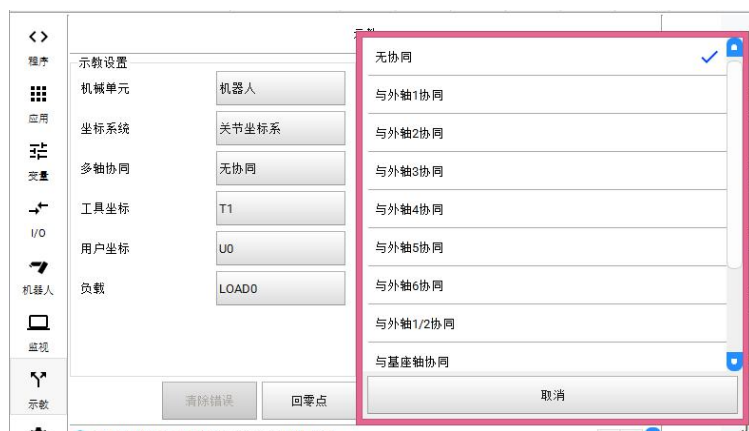 程序
应用
变量
I/O
机器人
监视
示教
示教
示教设置
机械单元
机器人
坐标系统
关节坐标系
多轴协同
无协同
工具坐标
T1
用户坐标
U0
负载
LOAD0
清除错误
回零点
无协同
与外轴1协同
与外轴2协同
与外轴3协同
与外轴4协同
与外轴5协同
与外轴6协同
与外轴1/2协同
与基座轴协同
取消